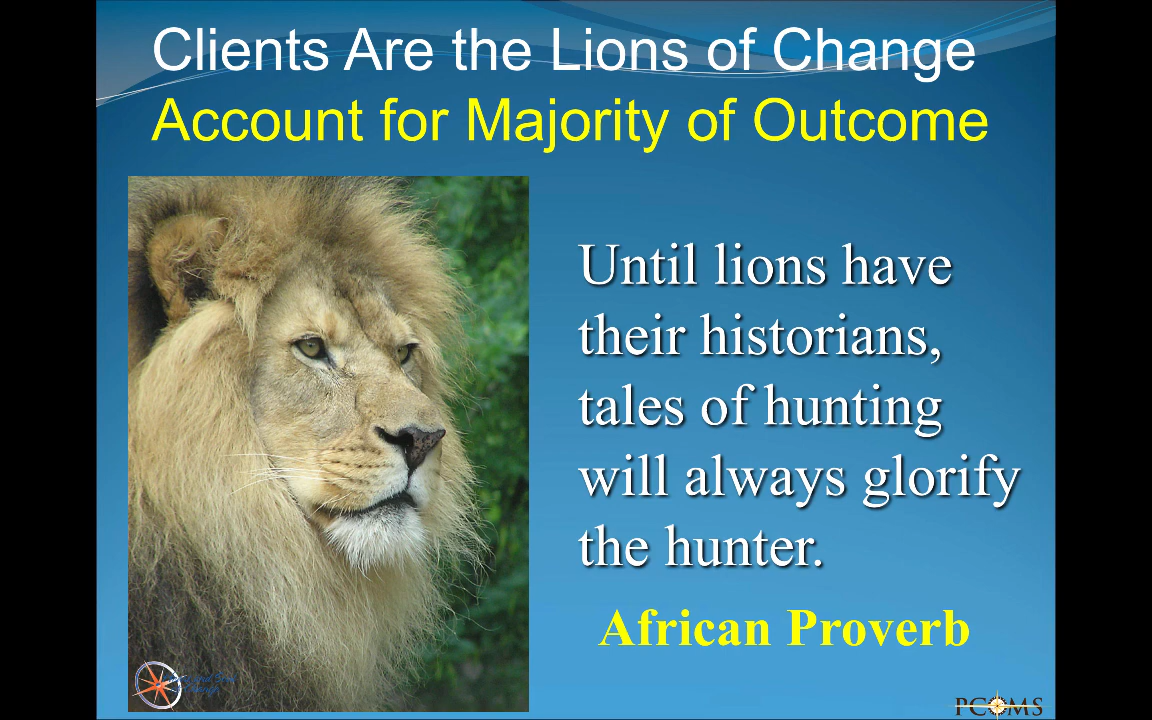 Clients Are the Lions of Change
Account for Majority of Outcome
Until lions have
their historians,
tales of hunting
will always glorify
the hunter.
African Proverb
PCOMS